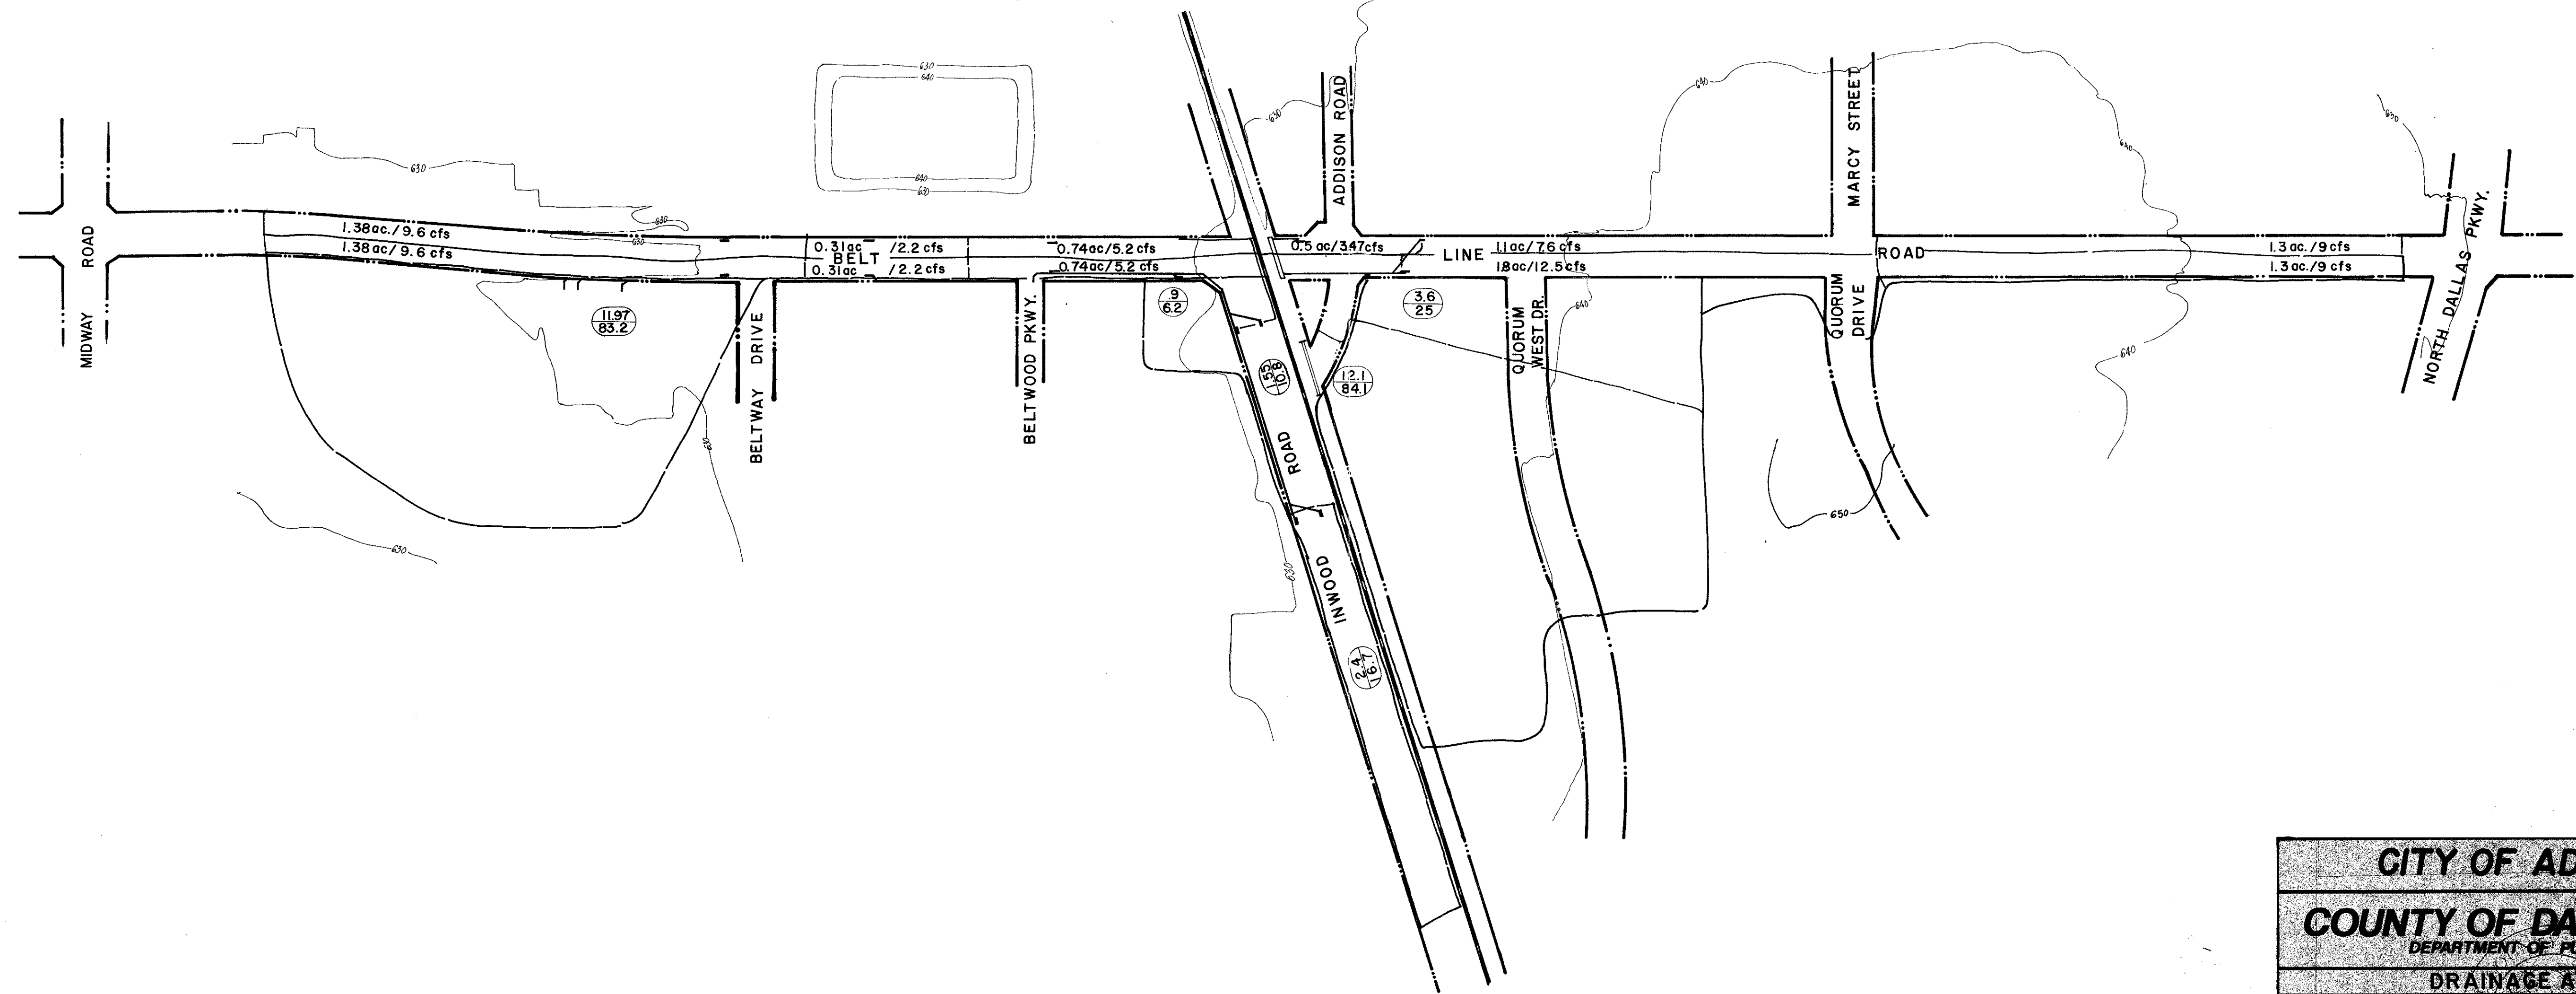 MIDWAY ROAD
630
1.38ac./9.6 cfs
1.38ac./9.6 cfs
630
630
11.97
83.2
630
630
630
640
640
630
0.31ac /2.2 cfs
BELT
0.31ac /2.2 cfs
BELTWAY DRIVE
0.74ac/5.2 cfs
0.74ac/5.2 cfs
BELTWOOD PKWY.
.9
6.2
630
ADDISON ROAD
0.5 ac/3.47cfs
1.55
10.8
12.1
84.1
INWOOD ROAD
630
2.4
16.7
LINE
1.1ac/7.6 cfs
1.8ac/12.5cfs
3.6
25
QUORUM
WEST DR.
640
640
MARCY STREET
ROAD
QUORUM
DRIVE
650
640
640
1.3 ac./9 cfs
1.3 ac./9 cfs
630
NORTH DALLAS PKWY.
CITY OF AD
COUNTY OF DA
DEPARTMENT OF PU
DRAINAGE A